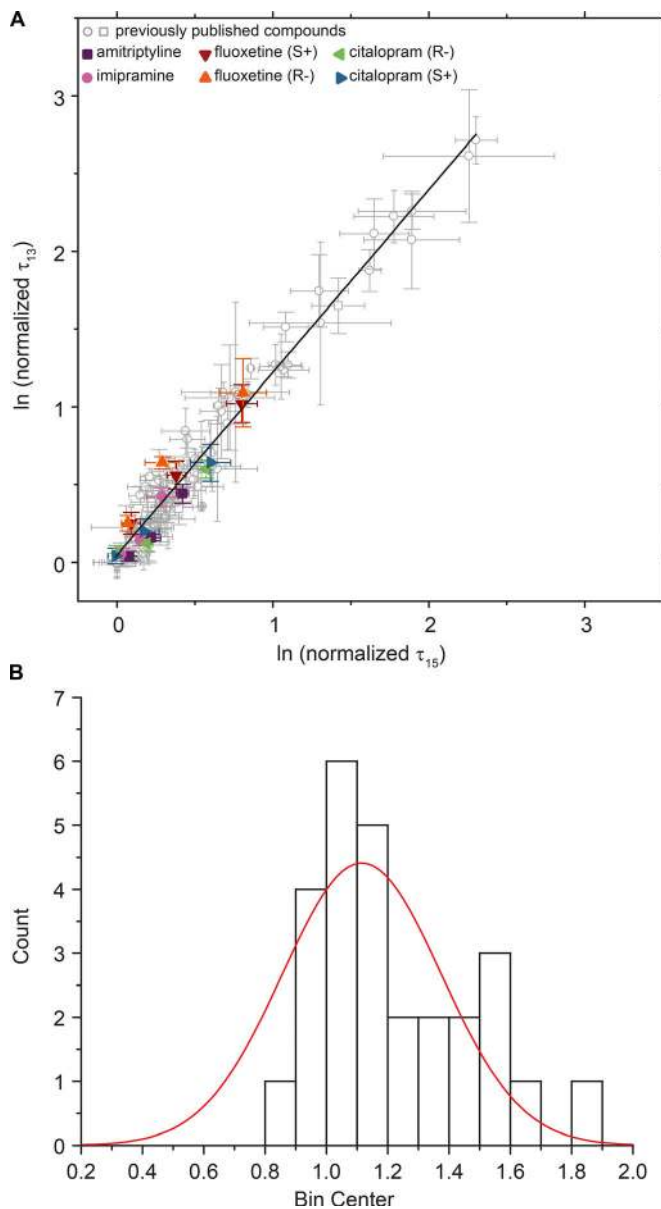 A
previously published compounds
amitriptyline fluoxetine (S+) citalopram (R-)
imipramine fluoxetine (R-) citalopram (S+)
3
2
1
0
ln (normalized τ13)
0 1 2 3
ln (normalized τ15)
B
7
6
5
4
3
2
1
0
Count
0.2 0.4 0.6 0.8 1.0 1.2 1.4 1.6 1.8 2.0
Bin Center